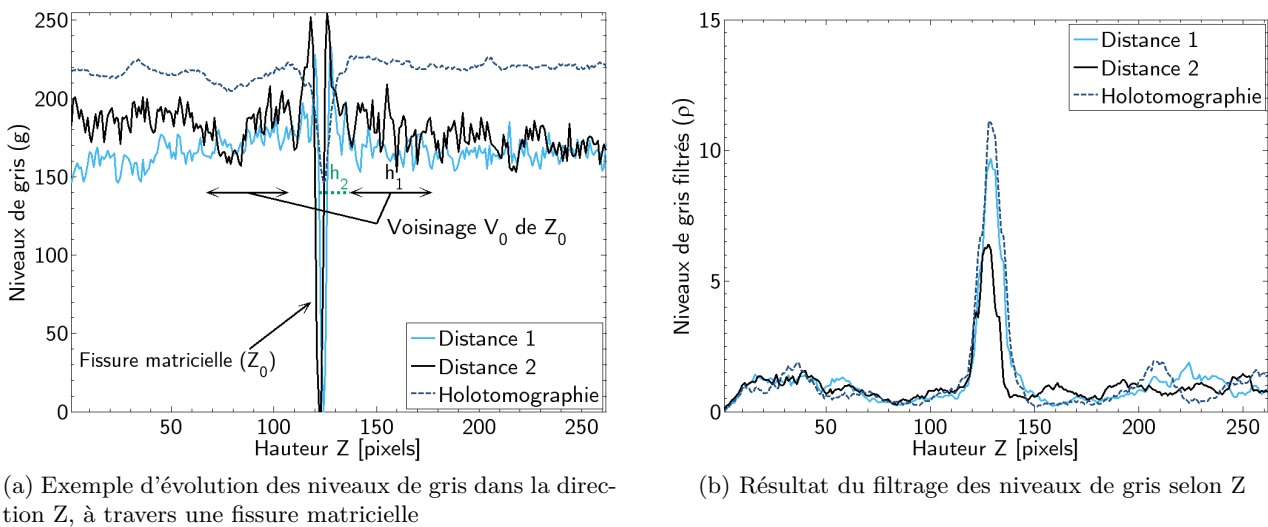 250
200
150
100
50
0
Niveaux de gris (g)
h₂
h₁
Voisinage V₀ de Z₀
Fissure matricielle (Z₀)
Distance 1
Distance 2
Holotomographie
50
100
150
200
250
Hauteur Z [pixels]
(a) Exemple d'évolution des niveaux de gris dans la direc-
tion Z, à travers une fissure matricielle
15
10
5
0
Niveaux de gris filtrés (ρ)
Distance 1
Distance 2
Holotomographie
50
100
150
200
250
Hauteur Z [pixels]
(b) Résultat du filtrage des niveaux de gris selon Z